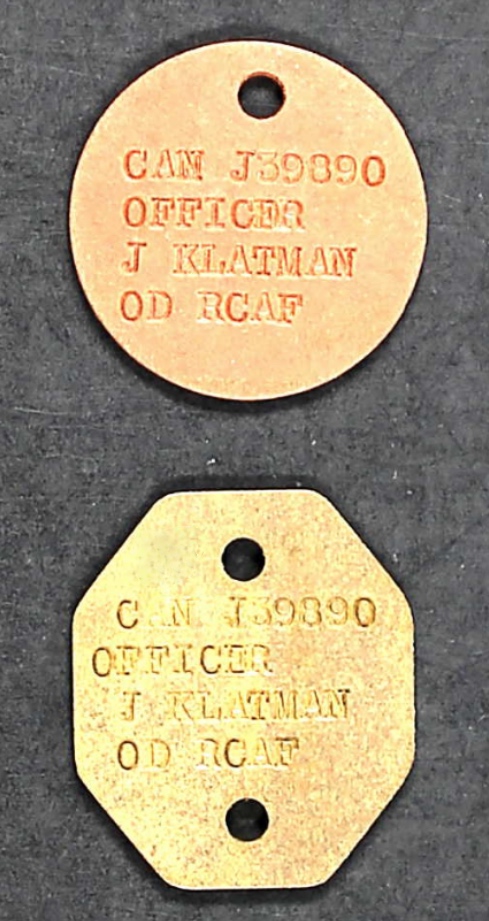 CAN J39890
OFFICER
J KLATMAN
OD RCAF
CAN J39890
OFFICER
J KLATMAN
OD RCAF